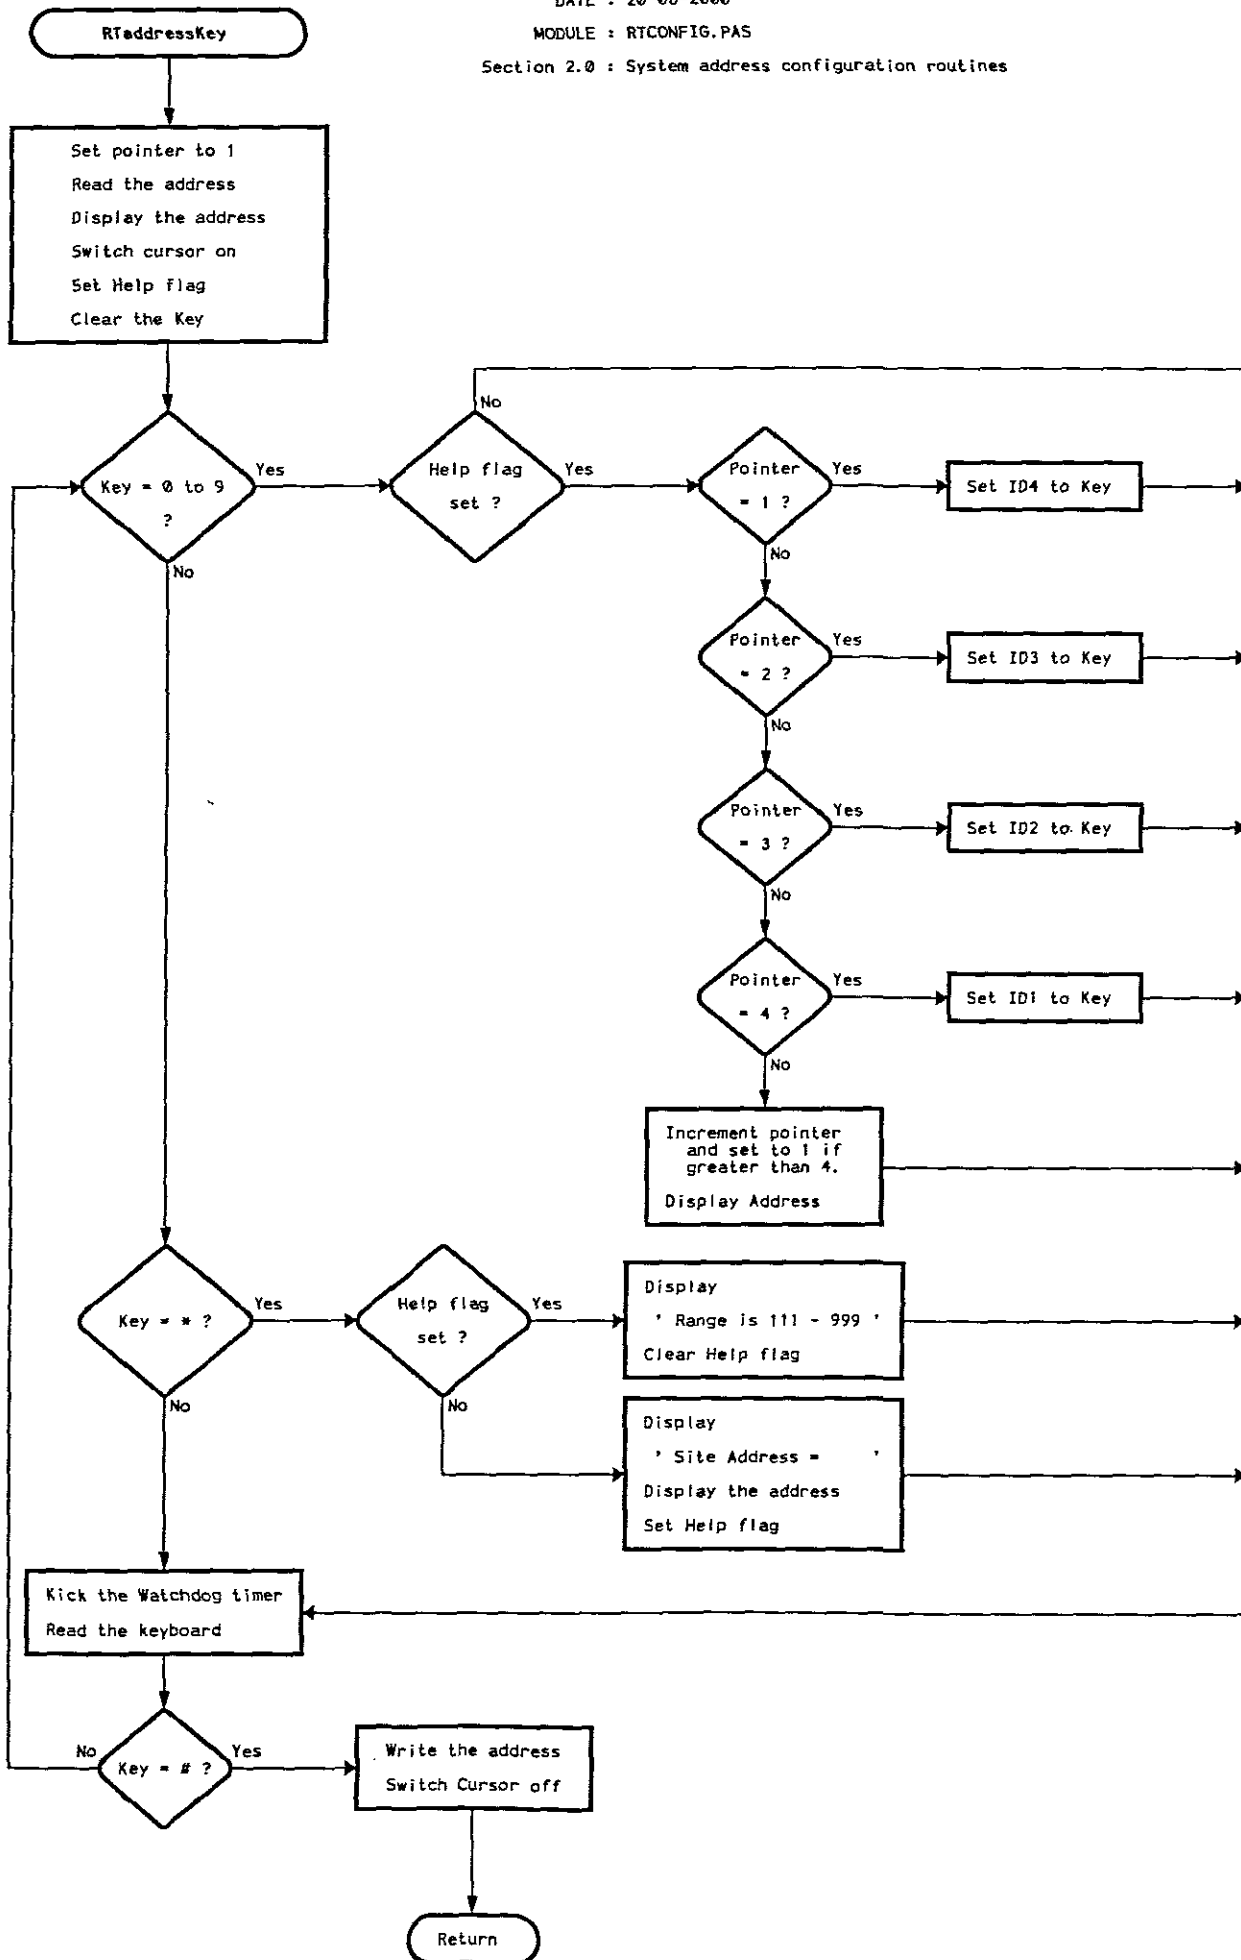 DATE : 20-06-2000
RTaddressKey
MODULE : RTCONFIG.PAS
Section 2.0 : System address configuration routines
Set pointer to 1
Read the address
Display the address
Switch cursor on
Set Help flag
Clear the Key
No
Key = 0 to 9
?
Yes
Help flag
set ?
Yes
Pointer
= 1 ?
Yes
Set ID4 to Key
No
No
Pointer
= 2 ?
Yes
Set ID3 to Key
No
Pointer
= 3 ?
Yes
Set ID2 to Key
No
Pointer
= 4 ?
Yes
Set ID1 to Key
No
Increment pointer
and set to 1 if
greater than 4.
Display Address
Key = * ?
Yes
Help flag
set ?
Yes
Display
' Range is 111 - 999 '
Clear Help flag
No
No
Display
' Site Address =      '
Display the address
Set Help flag
Kick the Watchdog timer
Read the keyboard
No
Key = # ?
Yes
Write the address
Switch Cursor off
Return